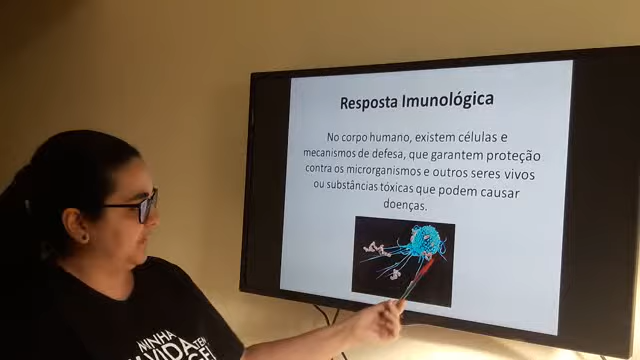 Resposta Imunológica
No corpo humano, existem células e
mecanismos de defesa, que garantem proteção
contra os microrganismos e outros seres vivos
ou substâncias tóxicas que podem causar
doenças.
MINHA
VIDA TEM